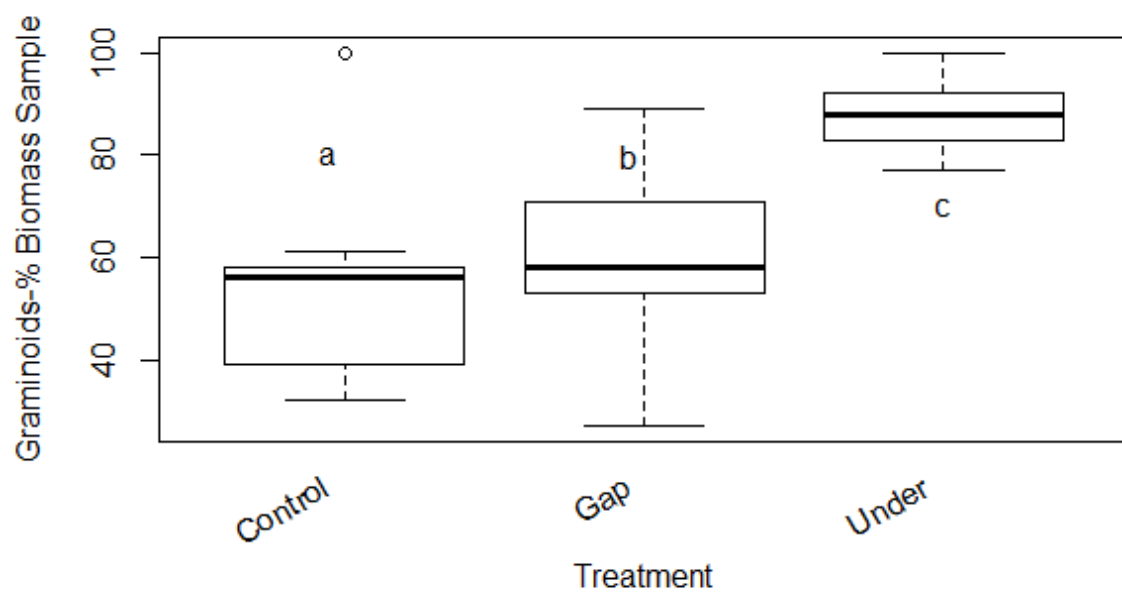 Graminoids-% Biomass Sample
100
80
60
40
a
b
c
Control
Gap
Under
Treatment